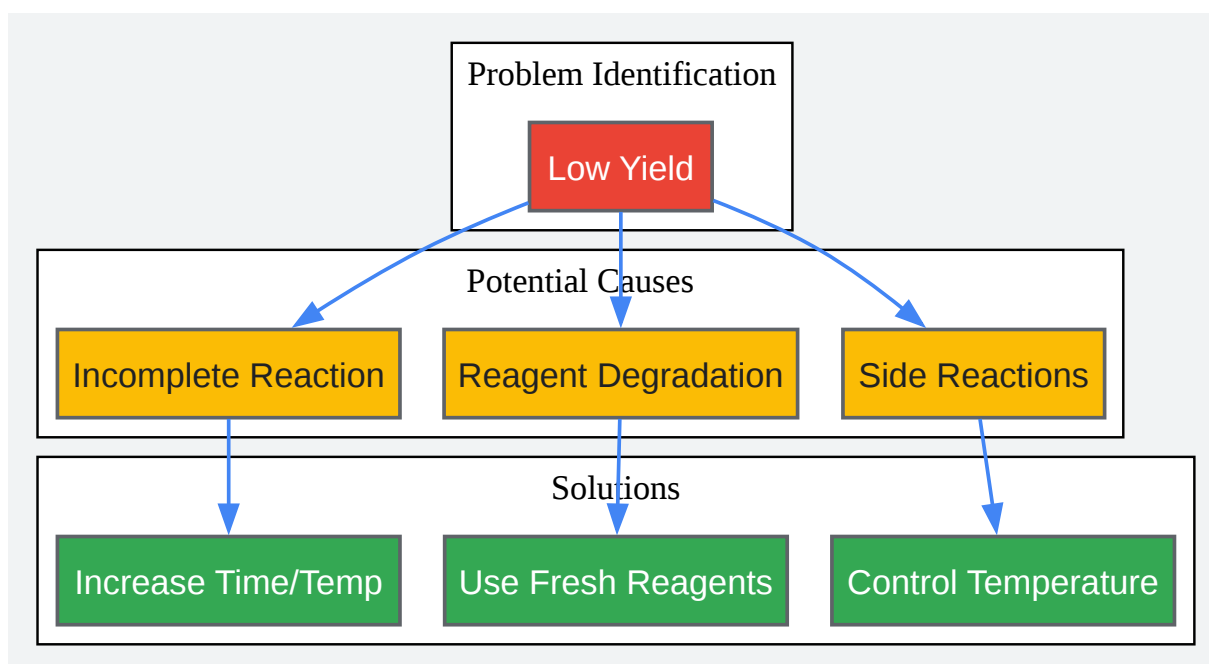 Problem Identification
Low Yield
Potential Causes
Incomplete Reaction
Reagent Degradation
Side Reactions
Solutions
Increase Time/Temp
Use Fresh Reagents
Control Temperature